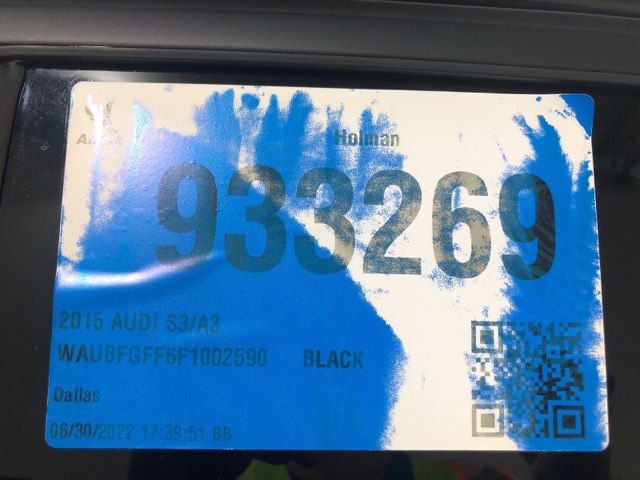 Holman
933269
2015 AUDI S3/A3
WAUBFGFF6F1002590 BLACK
Dallas
06/30/2022 17:39:51 BB